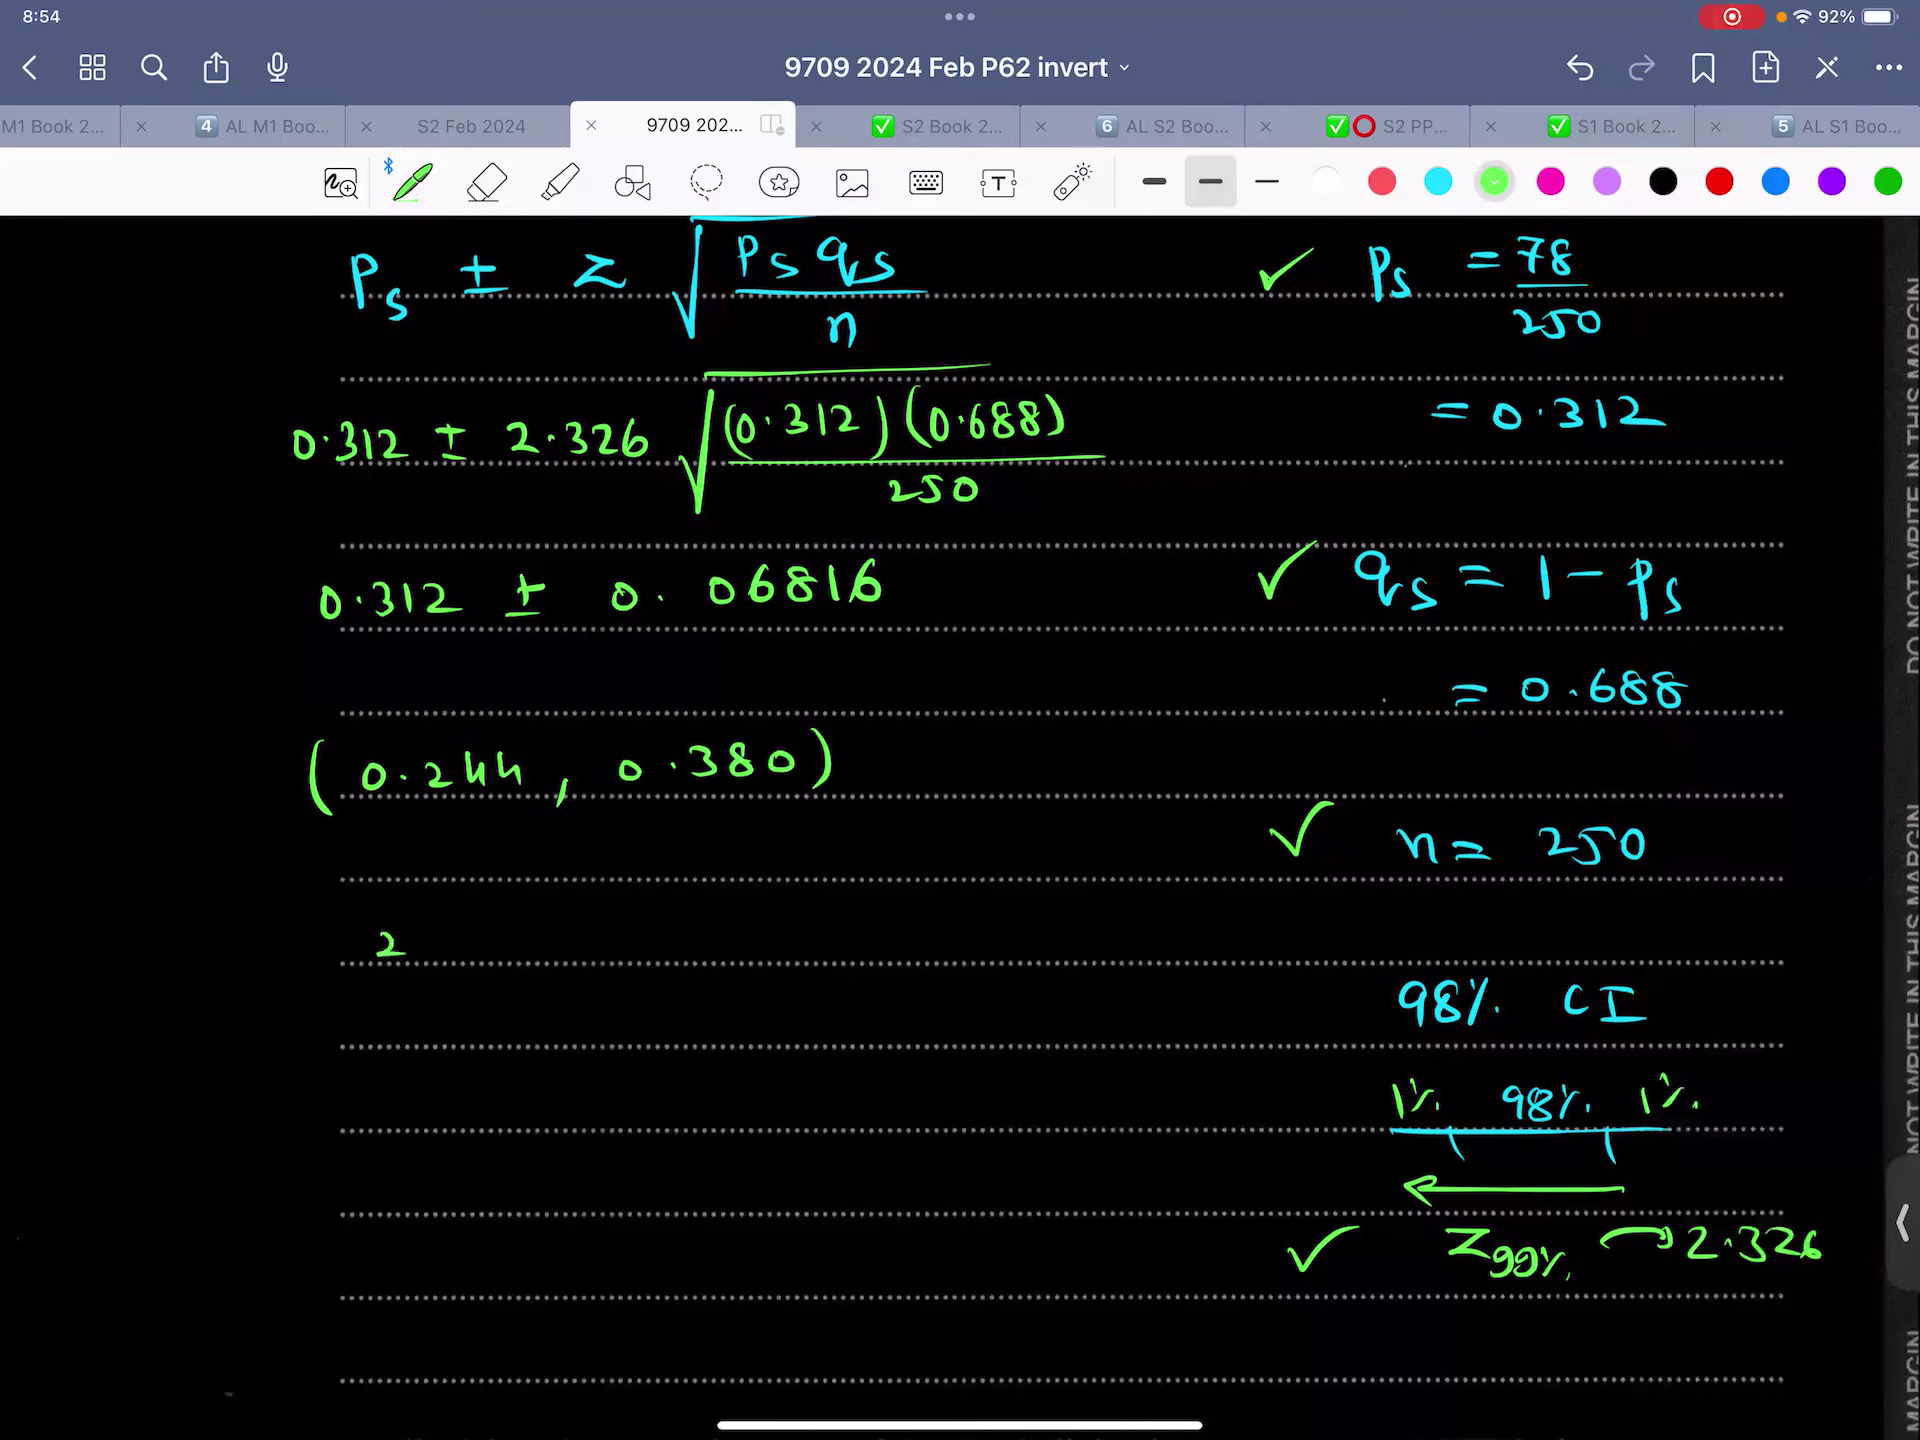 8:54
92%
9709 2024 Feb P62 invert
M1 Book 2...
4 AL M1 Boo...
S2 Feb 2024
9709 202...
S2 Book 2...
6 AL S2 Boo...
S2 PP...
S1 Book 2...
5 AL S1 Boo...
Ps ± z √(Ps qs / n)
Ps = 78/250
0.312 ± 2.326 √((0.312)(0.688) / 250)
= 0.312
0.312 ± 0.06816
qs = 1 - Ps
= 0.688
(0.244, 0.380)
n = 250
2
98% CI
1% 98% 1%
Z99% → 2.326
DO NOT WRITE IN THIS MARGIN
NOT WRITE IN THIS MARGIN
MARGIN